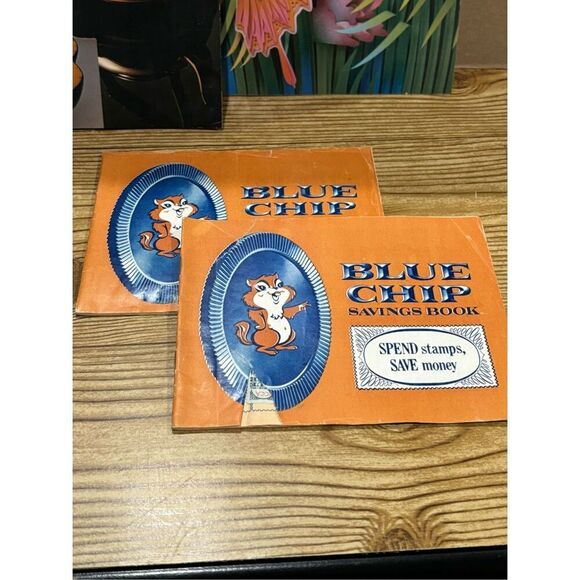 BLUE
CHIP
BLUE
CHIP
SAVINGS BOOK
SPEND stamps,
SAVE money